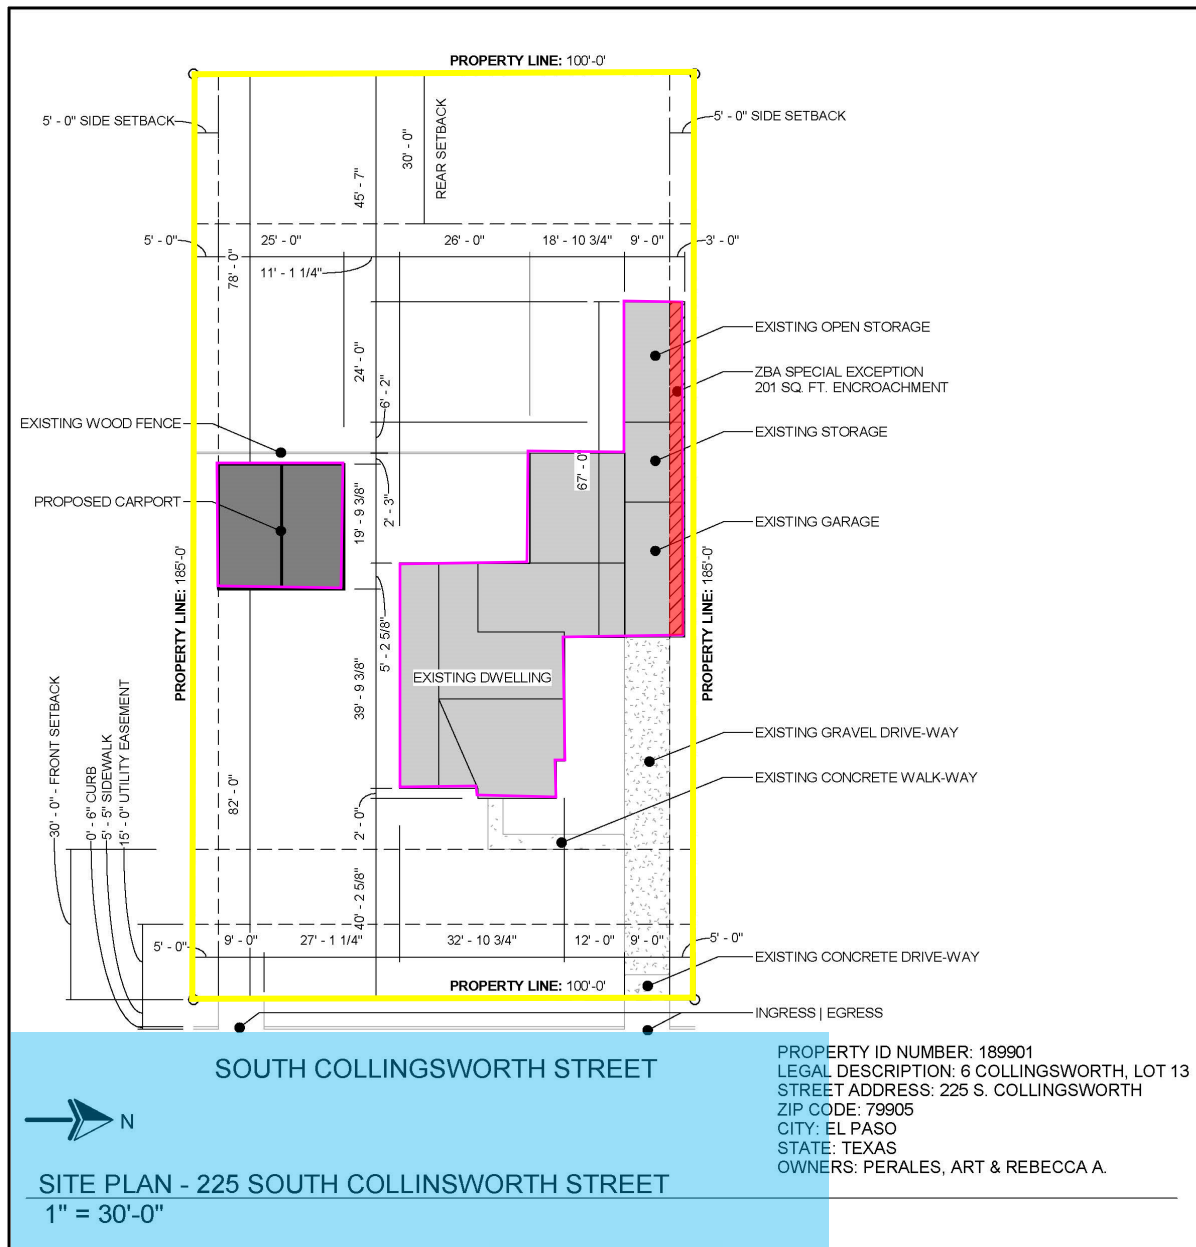 PROPERTY LINE: 100'-0'
5' - 0" SIDE SETBACK
5' - 0" SIDE SETBACK
30' - 0"
REAR SETBACK
45' - 7"
5' - 0"
25' - 0"
26' - 0"
18' - 10 3/4"
9' - 0"
3' - 0"
78' - 0"
11' - 1 1/4"
EXISTING OPEN STORAGE
24' - 0"
ZBA SPECIAL EXCEPTION
201 SQ. FT. ENCROACHMENT
6' - 2"
EXISTING WOOD FENCE
EXISTING STORAGE
67' - 0"
PROPOSED CARPORT
19' - 9 3/8"
2' - 3"
EXISTING GARAGE
PROPERTY LINE: 185'-0'
PROPERTY LINE: 185'-0'
5' - 2 5/8"
EXISTING DWELLING
39' - 9 3/8"
30' - 0" - FRONT SETBACK
0' - 6" CURB
5' - 5" SIDEWALK
15' - 0" UTILITY EASEMENT
EXISTING GRAVEL DRIVE-WAY
EXISTING CONCRETE WALK-WAY
82' - 0"
2' - 0"
40' - 2 5/8"
5' - 0"
9' - 0"
27' - 1 1/4"
32' - 10 3/4"
12' - 0"
9' - 0"
5' - 0"
EXISTING CONCRETE DRIVE-WAY
PROPERTY LINE: 100'-0'
INGRESS | EGRESS
SOUTH COLLINGSWORTH STREET
N
SITE PLAN - 225 SOUTH COLLINSWORTH STREET
1" = 30'-0"
PROPERTY ID NUMBER: 189901
LEGAL DESCRIPTION: 6 COLLINGSWORTH, LOT 13
STREET ADDRESS: 225 S. COLLINGSWORTH
ZIP CODE: 79905
CITY: EL PASO
STATE: TEXAS
OWNERS: PERALES, ART & REBECCA A.